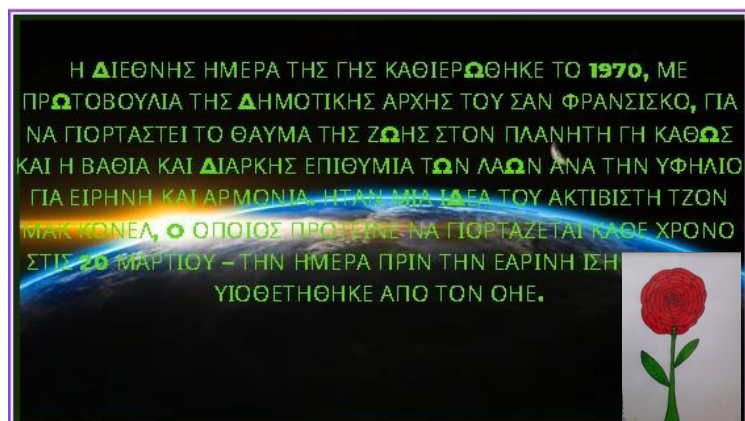 Η ΔΙΕΘΝΗΣ ΗΜΕΡΑ ΤΗΣ ΓΗΣ ΚΑΘΙΕΡΩΘΗΚΕ ΤΟ 1970, ΜΕ
ΠΡΩΤΟΒΟΥΛΙΑ ΤΗΣ ΔΗΜΟΤΙΚΗΣ ΑΡΧΗΣ ΤΟΥ ΣΑΝ ΦΡΑΝΣΙΣΚΟ, ΓΙΑ
ΝΑ ΓΙΟΡΤΑΣΤΕΙ ΤΟ ΘΑΥΜΑ ΤΗΣ ΖΩΗΣ ΣΤΟΝ ΠΛΑΝΗΤΗ ΓΗ ΚΑΘΩΣ
ΚΑΙ Η ΒΑΘΙΑ ΚΑΙ ΔΙΑΡΚΗΣ ΕΠΙΘΥΜΙΑ ΤΩΝ ΛΑΩΝ ΑΝΑ ΤΗΝ ΥΦΗΛΙΟ
ΓΙΑ ΕΙΡΗΝΗ ΚΑΙ ΑΡΜΟΝΙΑ. ΗΤΑΝ ΜΙΑ ΙΔΕΑ ΤΟΥ ΑΚΤΙΒΙΣΤΗ ΤΖΟΝ
ΜΑΚ ΚΟΝΕΛ, Ο ΟΠΟΙΟΣ ΠΡΟΤΕΙΝΕ ΝΑ ΓΙΟΡΤΑΖΕΤΑΙ ΚΑΘΕ ΧΡΟΝΟ
ΣΤΙΣ 20 ΜΑΡΤΙΟΥ – ΤΗΝ ΗΜΕΡΑ ΠΡΙΝ ΤΗΝ ΕΑΡΙΝΗ
ΥΙΟΘΕΤΗΘΗΚΕ ΑΠΟ ΤΟΝ ΟΗΕ.